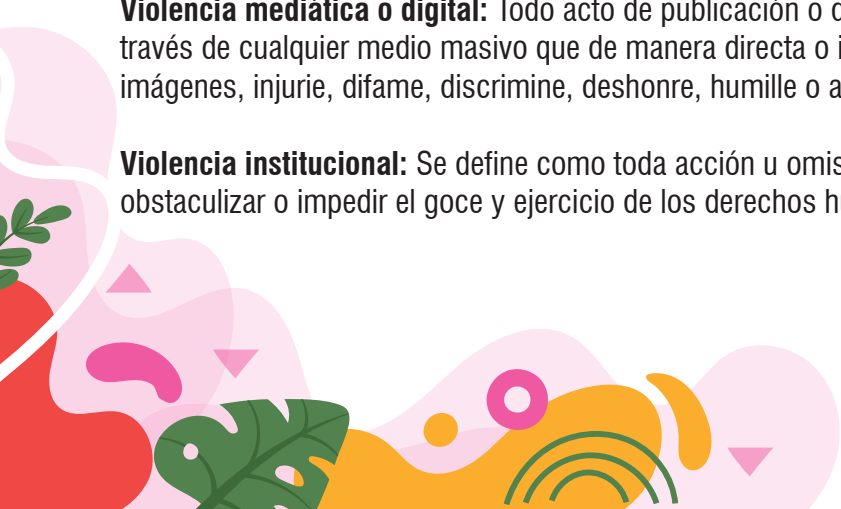 Violencia mediática o digital: Todo acto de publicación o
través de cualquier medio masivo que de manera directa o
imágenes, injurie, difame, discrimine, deshonre, humille o
Violencia institucional: Se define como toda acción u
obstaculizar o impedir el goce y ejercicio de los derechos